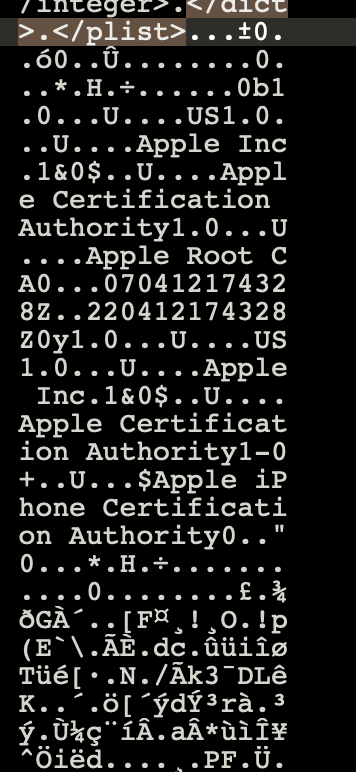 /integer>.</dict
>.</plist>...±0.
.ó0..Û........0.
..*.H.÷......0b1
.0...U....US1.0.
..U....Apple Inc
.1&0$..U....Appl
e Certification
Authority1.0...U
....Apple Root C
A0...07041217432
8Z..220412174328
Z0y1.0...U....US
1.0...U....Apple
 Inc.1&0$..U....
Apple Certificat
ion Authority1-0
+..U...$Apple iP
hone Certificati
on Authority0.."
0...*.H.÷.......
....0........£.¾
ðGÀ´..[F¤¸!¸O.!p
(E`\.ÃÈ.dc.ûüiîø
Tüé[·.N./Ãk3¯DLê
K..´.ö[´ýdÝ³rà.³
ý.Ù¼ç¨íÂ.aÂ*ùìÎ¥
^Öiëd....¸.PF.Ü.